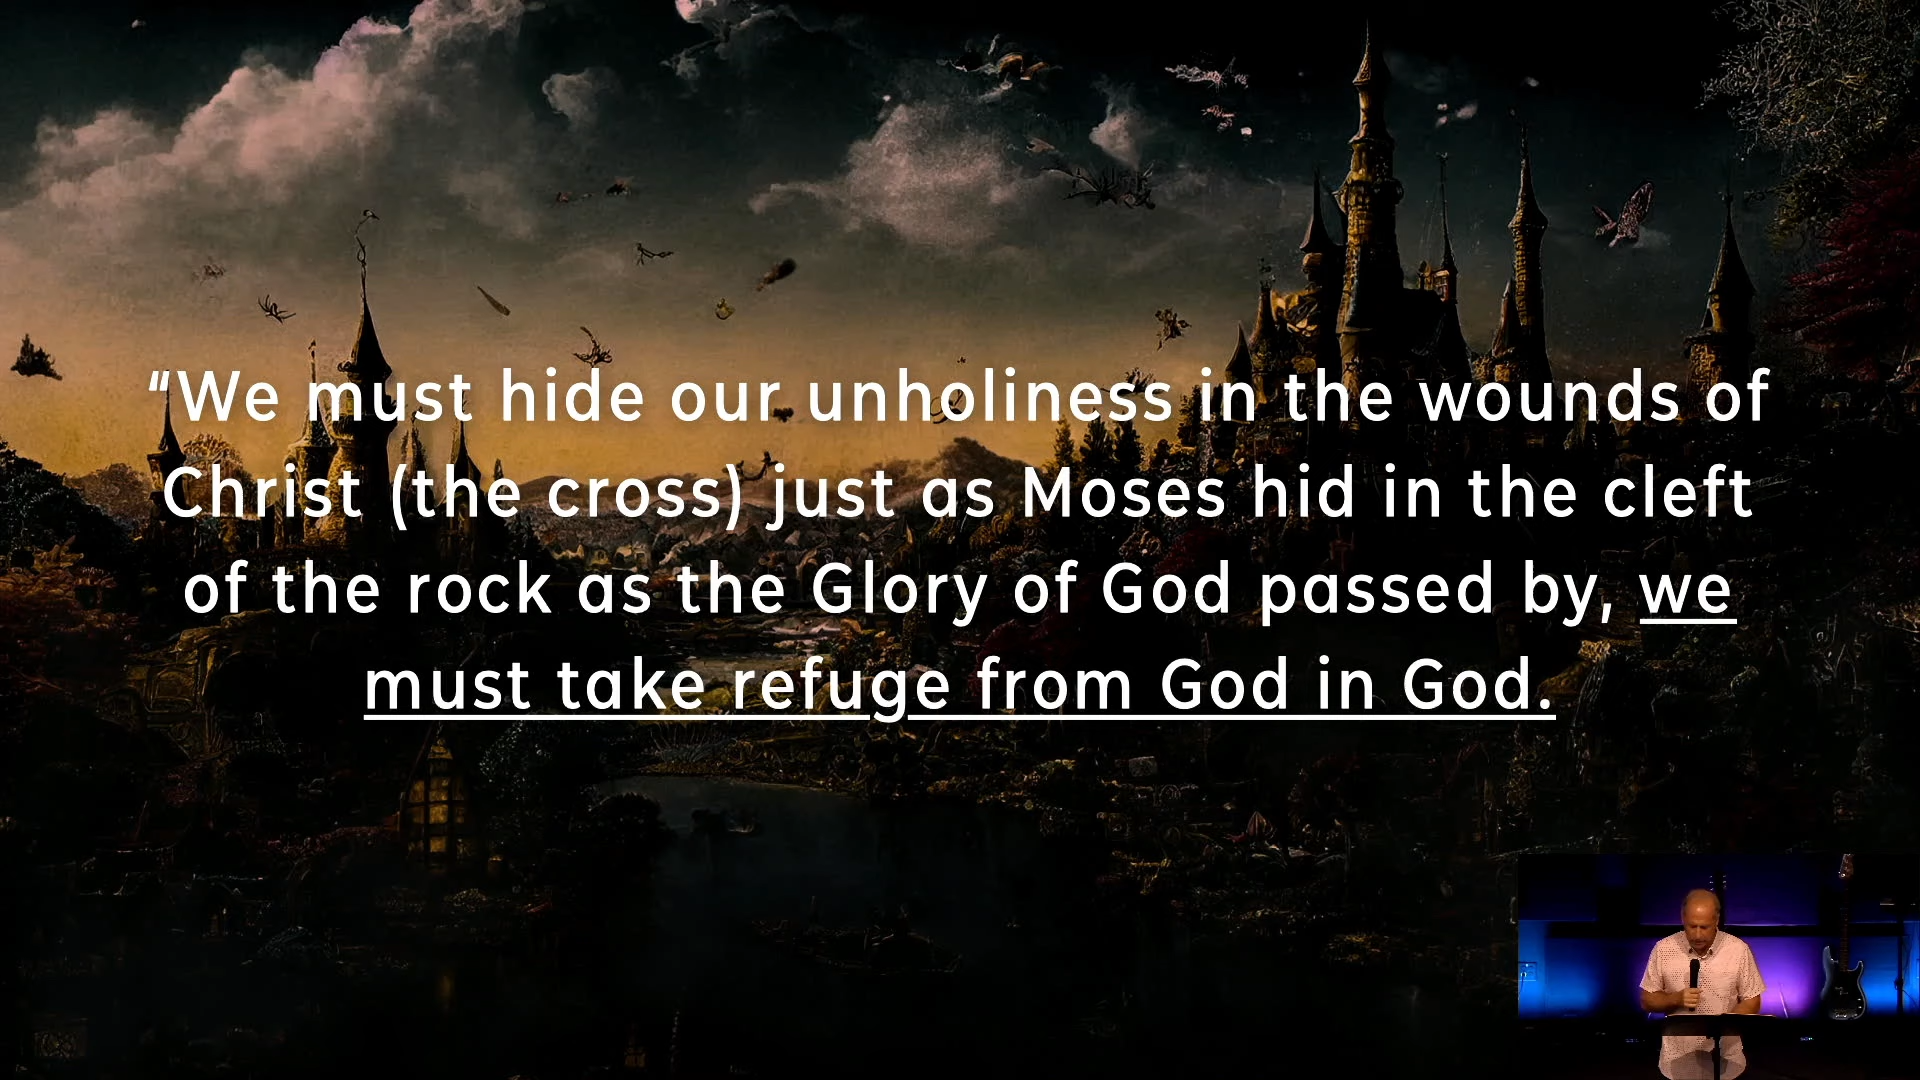 “We must hide our unholiness in the wounds of
Christ (the cross) just as Moses hid in the cleft
of the rock as the Glory of God passed by, we
must take refuge from God in God.